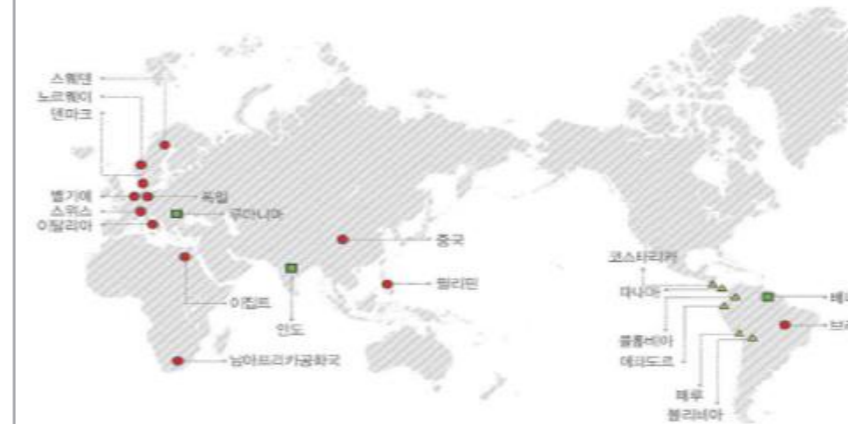 스웨덴
노르웨이
덴마크
벨기에
독일
스위스
루마니아
이탈리아
중국
코스타리카
필리핀
파나마
이집트
인도
콜롬비아
에콰도르
남아프리카공화국
페루
볼리비아